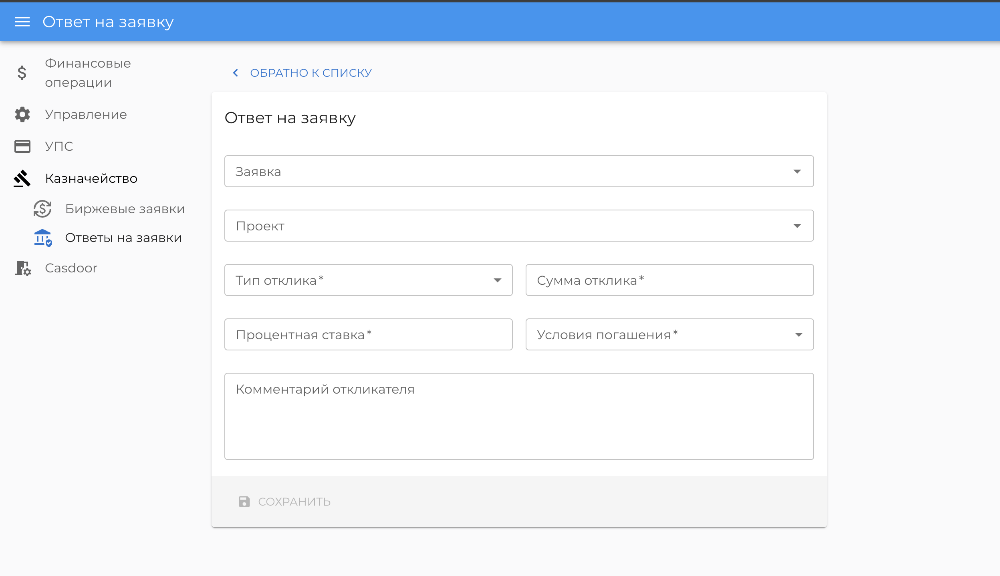 Ответ на заявку
Финансовые
операции
Управление
УПС
Казначейство
Биржевые заявки
Ответы на заявки
Casdoor
ОБРАТНО К СПИСКУ
Ответ на заявку
Заявка
Проект
Тип отклика*
Сумма отклика*
Процентная ставка*
Условия погашения*
Комментарий откликателя
СОХРАНИТЬ